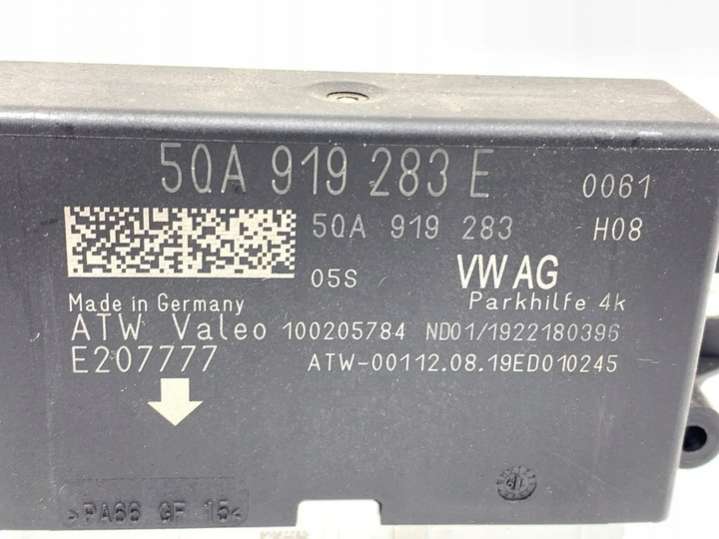 5QA 919 283 E 0061
5QA 919 283 H08
05S VW AG
Made in Germany Parkhilfe 4k
ATW Valeo 100205784 ND01/1922180396
E207777 ATW-00112.08.19ED010245
>PA66 GF 15<